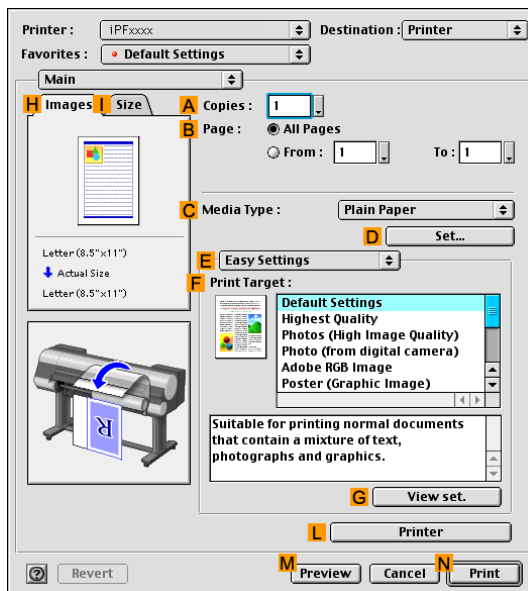 Printer : iPFxxxx Destination : Printer
Favorites : Default Settings
Main
H Images I Size
A Copies : 1
B Page : All Pages
From : 1 To : 1
C Media Type : Plain Paper
D Set...
Letter (8.5"x11")
Actual Size
Letter (8.5"x11")
E Easy Settings
F Print Target :
Default Settings
Highest Quality
Photos (High Image Quality)
Photo (from digital camera)
Adobe RGB Image
Poster (Graphic Image)
R
Suitable for printing normal documents
that contain a mixture of text,
photographs and graphics.
G View set.
L Printer
? Revert M Preview Cancel N Print